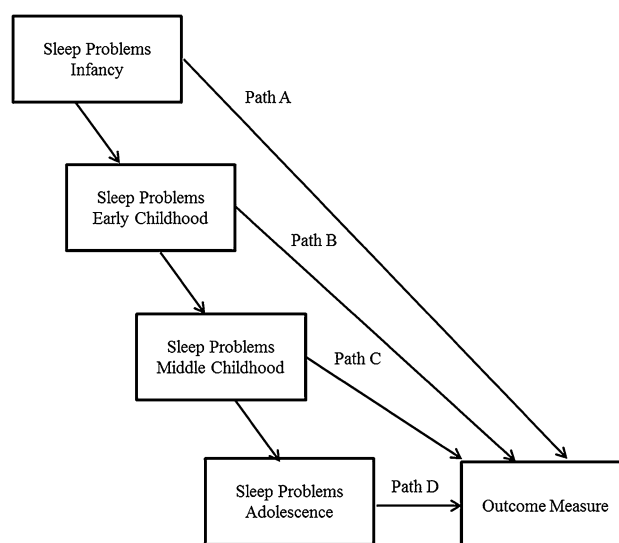 Sleep Problems
Infancy
Path A
Sleep Problems
Early Childhood
Path B
Sleep Problems
Middle Childhood
Path C
Sleep Problems
Adolescence
Path D
Outcome Measure